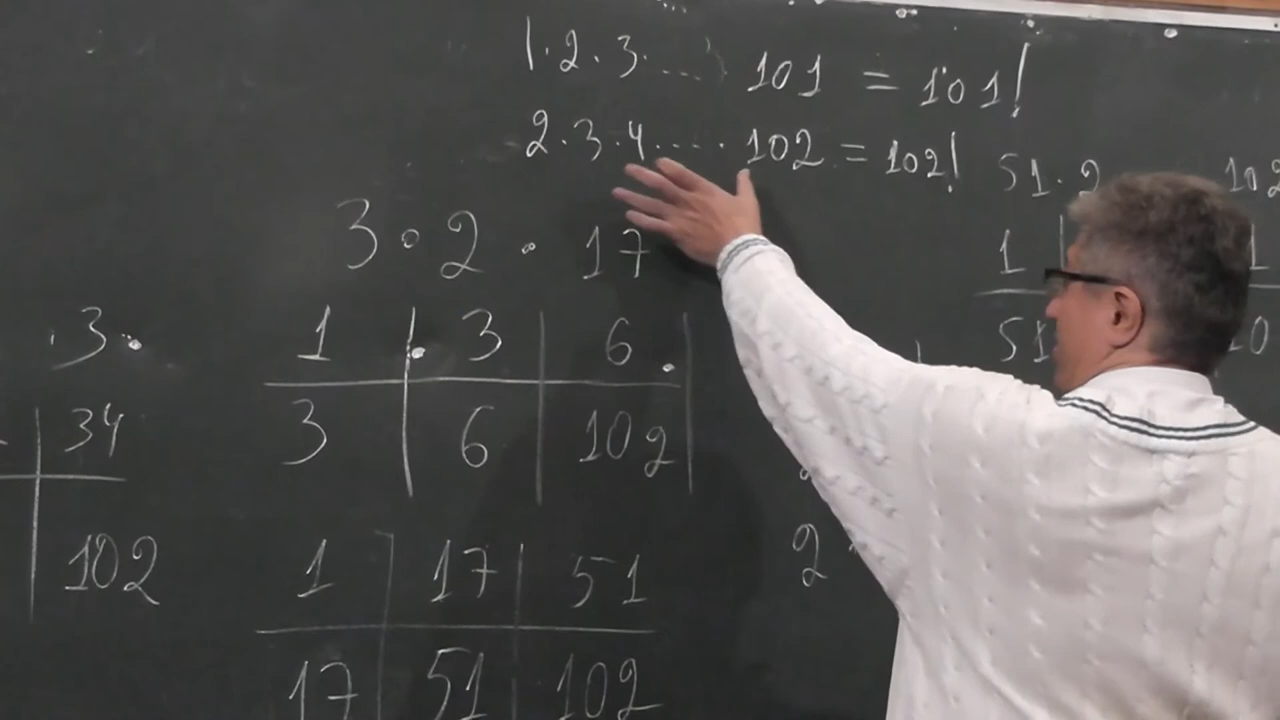 1 · 2 · 3 · .... · 101 = 101!
2 · 3 · 4 · .... · 102 = 102!
51 · 2
102
3 · 2 · 17
1
51
3 ·
34
102
1 | 3 | 6
3 | 6 | 102
2
1 | 17 | 51
17 | 51 | 102